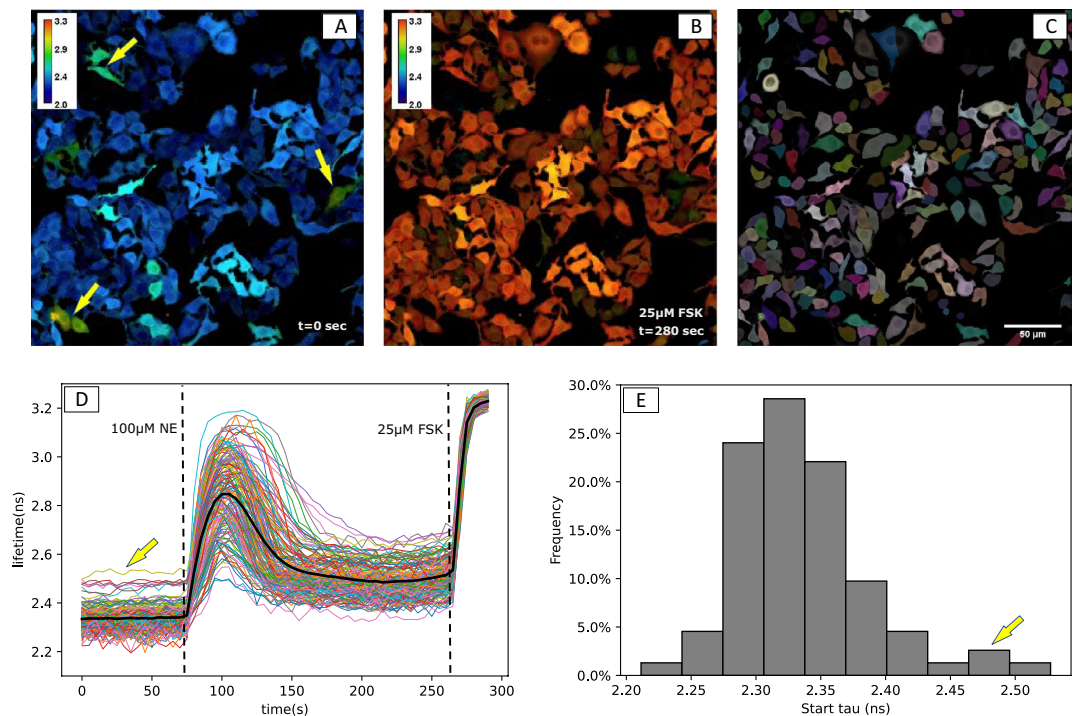 3.3
2.9
2.4
2.0
A
t=0 sec
3.3
2.9
2.4
2.0
B
25μM FSK
t=280 sec
C
50 μm
D
100μM NE
25μM FSK
3.2
3.0
2.8
2.6
2.4
2.2
lifetime(ns)
0
50
100
150
200
250
300
time(s)
E
30.0%
25.0%
20.0%
15.0%
10.0%
5.0%
0.0%
Frequency
2.20
2.25
2.30
2.35
2.40
2.45
2.50
Start tau (ns)